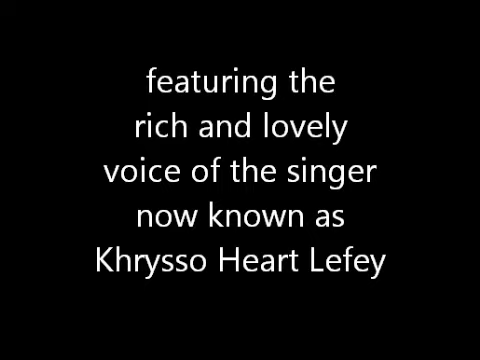 featuring the
rich and lovely
voice of the singer
now known as
Khrysso Heart Lefey